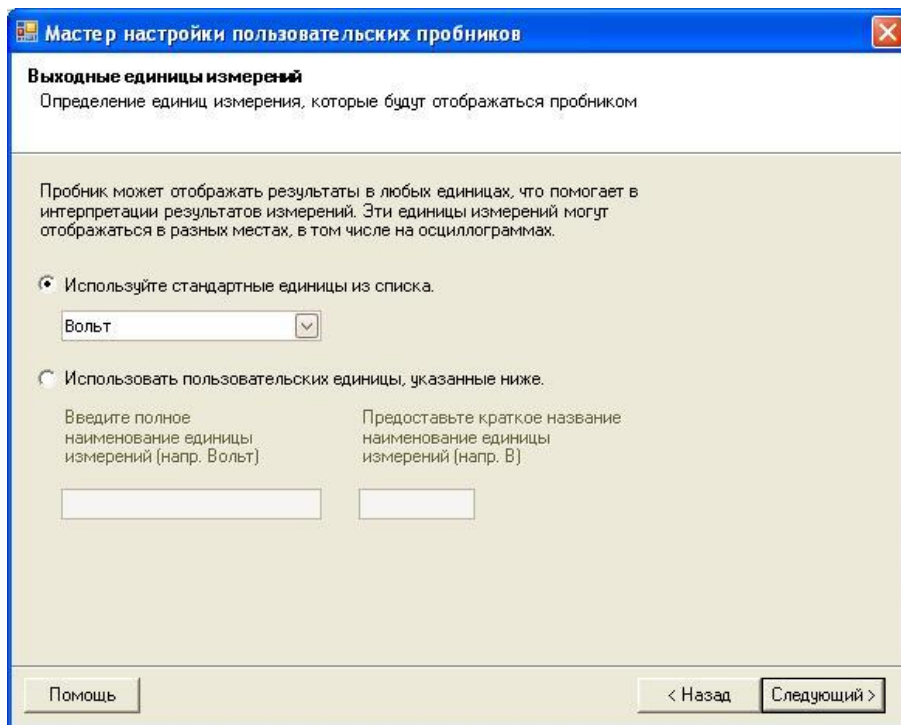 Мастер настройки пользовательских пробников
Выходные единицы измерений
Определение единиц измерения, которые будут отображаться пробником
Пробник может отображать результаты в любых единицах, что помогает в
интерпретации результатов измерений. Эти единицы измерений могут
отображаться в разных местах, в том числе на осциллограммах.
Используйте стандартные единицы из списка.
Вольт
Использовать пользовательских единицы, указанные ниже.
Введите полное
наименование единицы
измерений (напр. Вольт)
Предоставьте краткое название
наименование единицы
измерений (напр. В)
Помощь
< Назад
Следующий >